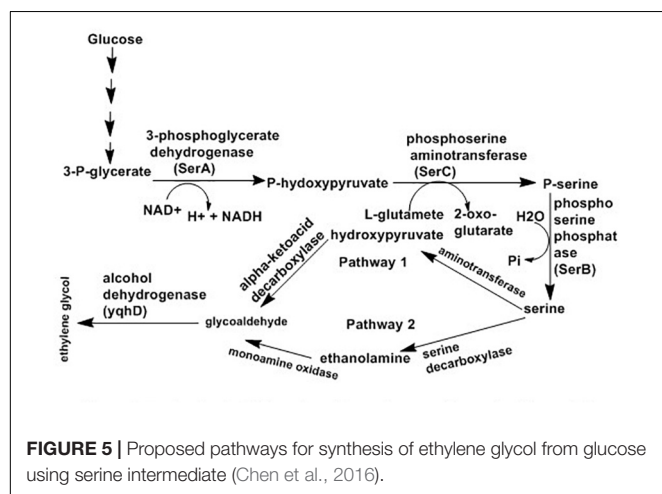 Glucose
3-phosphoglycerate
dehydrogenase
(SerA)
phosphoserine
aminotransferase
(SerC)
3-P-glycerate
P-hydoxypyruvate
P-serine
NAD+
H+ + NADH
L-glutamete
2-oxo-
glutarate
H2O
Pi
phospho
serine
phosphat
ase
(SerB)
hydroxypyruvate
alpha-ketoacid
decarboxylase
Pathway 1
aminotransferase
serine
alcohol
dehydrogenase
(yqhD)
ethylene glycol
glycoaldehyde
Pathway 2
monoamine oxidase
ethanolamine
serine
decarboxylase
FIGURE 5 | Proposed pathways for synthesis of ethylene glycol from glucose
using serine intermediate (Chen et al., 2016).